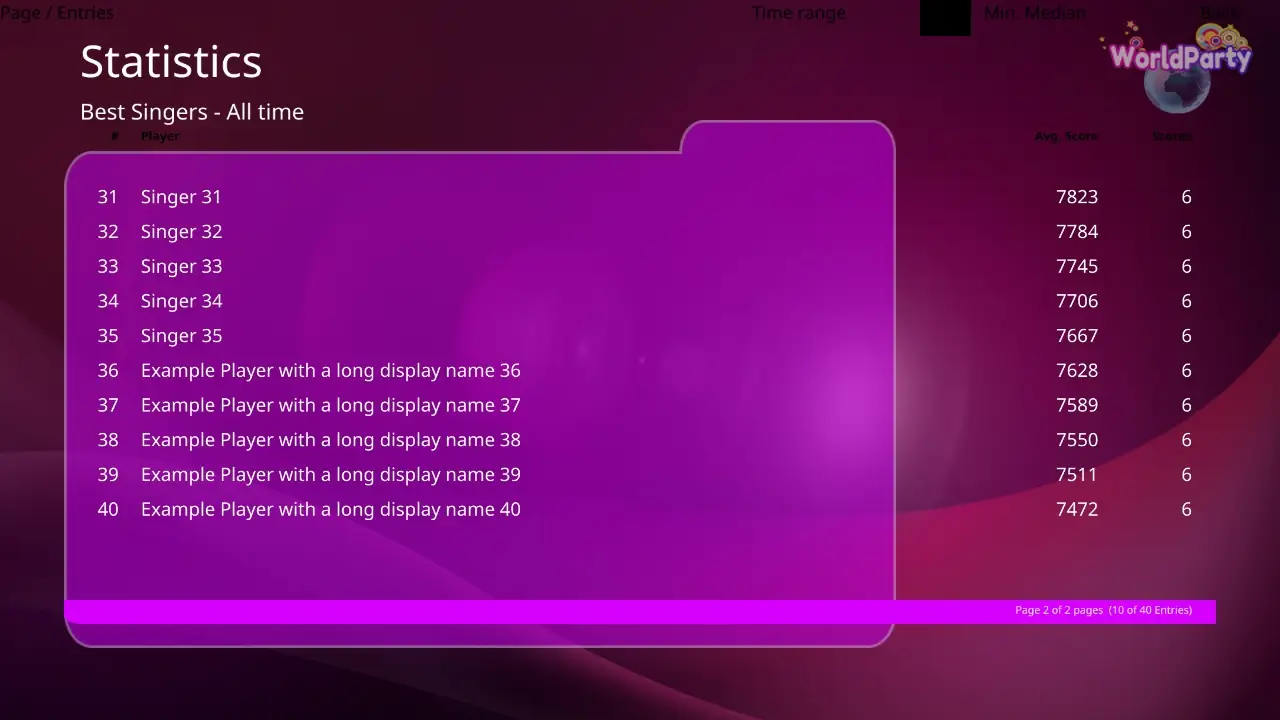 Page / Entries Time range Min. Median Back
Statistics
WorldParty
Best Singers - All time
# Player Avg. Score Scores
31 Singer 31 7823 6
32 Singer 32 7784 6
33 Singer 33 7745 6
34 Singer 34 7706 6
35 Singer 35 7667 6
36 Example Player with a long display name 36 7628 6
37 Example Player with a long display name 37 7589 6
38 Example Player with a long display name 38 7550 6
39 Example Player with a long display name 39 7511 6
40 Example Player with a long display name 40 7472 6
Page 2 of 2 pages (10 of 40 Entries)